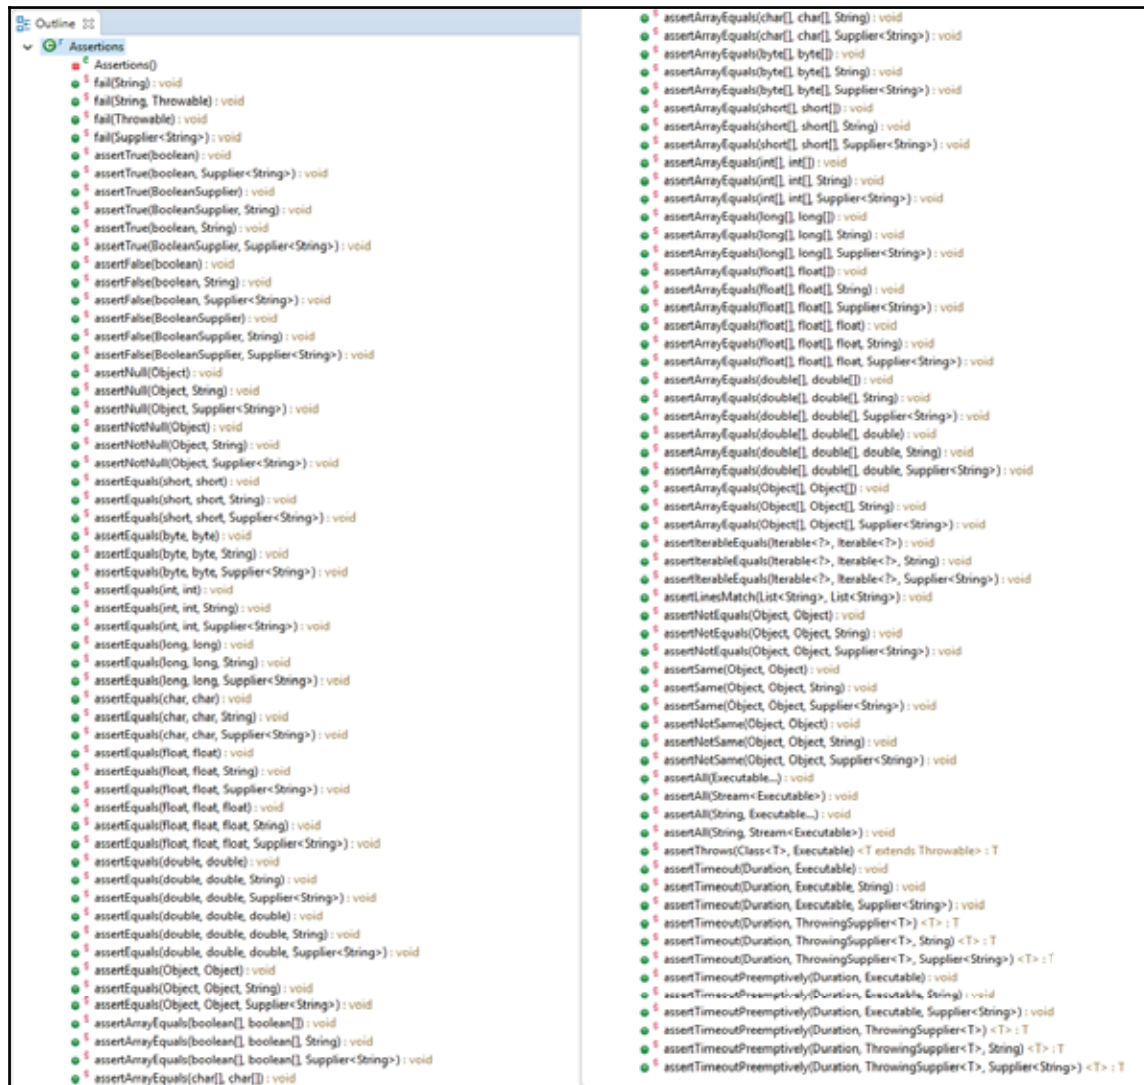 Outline
Assertions
Assertions()
fail(String) : void
fail(String, Throwable) : void
fail(Throwable) : void
fail(Supplier<String>) : void
assertTrue(boolean) : void
assertTrue(boolean, Supplier<String>) : void
assertTrue(BooleanSupplier) : void
assertTrue(BooleanSupplier, String) : void
assertTrue(boolean, String) : void
assertTrue(BooleanSupplier, Supplier<String>) : void
assertFalse(boolean) : void
assertFalse(boolean, String) : void
assertFalse(boolean, Supplier<String>) : void
assertFalse(BooleanSupplier) : void
assertFalse(BooleanSupplier, String) : void
assertFalse(BooleanSupplier, Supplier<String>) : void
assertNull(Object) : void
assertNull(Object, String) : void
assertNull(Object, Supplier<String>) : void
assertNotNull(Object) : void
assertNotNull(Object, String) : void
assertNotNull(Object, Supplier<String>) : void
assertEquals(short, short) : void
assertEquals(short, short, String) : void
assertEquals(short, short, Supplier<String>) : void
assertEquals(byte, byte) : void
assertEquals(byte, byte, String) : void
assertEquals(byte, byte, Supplier<String>) : void
assertEquals(int, int) : void
assertEquals(int, int, String) : void
assertEquals(int, int, Supplier<String>) : void
assertEquals(long, long) : void
assertEquals(long, long, String) : void
assertEquals(long, long, Supplier<String>) : void
assertEquals(char, char) : void
assertEquals(char, char, String) : void
assertEquals(char, char, Supplier<String>) : void
assertEquals(float, float) : void
assertEquals(float, float, String) : void
assertEquals(float, float, Supplier<String>) : void
assertEquals(float, float, float) : void
assertEquals(float, float, float, String) : void
assertEquals(float, float, float, Supplier<String>) : void
assertEquals(double, double) : void
assertEquals(double, double, String) : void
assertEquals(double, double, Supplier<String>) : void
assertEquals(double, double, double) : void
assertEquals(double, double, double, String) : void
assertEquals(double, double, double, Supplier<String>) : void
assertEquals(Object, Object) : void
assertEquals(Object, Object, String) : void
assertEquals(Object, Object, Supplier<String>) : void
assertArrayEquals(boolean[], boolean[]) : void
assertArrayEquals(boolean[], boolean[], String) : void
assertArrayEquals(boolean[], boolean[], Supplier<String>) : void
assertArrayEquals(char[], char[]) : void
assertArrayEquals(char[], char[], String) : void
assertArrayEquals(char[], char[], Supplier<String>) : void
assertArrayEquals(byte[], byte[]) : void
assertArrayEquals(byte[], byte[], String) : void
assertArrayEquals(byte[], byte[], Supplier<String>) : void
assertArrayEquals(short[], short[]) : void
assertArrayEquals(short[], short[], String) : void
assertArrayEquals(short[], short[], Supplier<String>) : void
assertArrayEquals(int[], int[]) : void
assertArrayEquals(int[], int[], String) : void
assertArrayEquals(int[], int[], Supplier<String>) : void
assertArrayEquals(long[], long[]) : void
assertArrayEquals(long[], long[], String) : void
assertArrayEquals(long[], long[], Supplier<String>) : void
assertArrayEquals(float[], float[]) : void
assertArrayEquals(float[], float[], String) : void
assertArrayEquals(float[], float[], Supplier<String>) : void
assertArrayEquals(float[], float[], float) : void
assertArrayEquals(float[], float[], float, String) : void
assertArrayEquals(float[], float[], float, Supplier<String>) : void
assertArrayEquals(double[], double[]) : void
assertArrayEquals(double[], double[], String) : void
assertArrayEquals(double[], double[], Supplier<String>) : void
assertArrayEquals(double[], double[], double) : void
assertArrayEquals(double[], double[], double, String) : void
assertArrayEquals(double[], double[], double, Supplier<String>) : void
assertArrayEquals(Object[], Object[]) : void
assertArrayEquals(Object[], Object[], String) : void
assertArrayEquals(Object[], Object[], Supplier<String>) : void
assertIterableEquals(Iterable<?>, Iterable<?>) : void
assertIterableEquals(Iterable<?>, Iterable<?>, String) : void
assertIterableEquals(Iterable<?>, Iterable<?>, Supplier<String>) : void
assertLinesMatch(List<String>, List<String>) : void
assertNotEquals(Object, Object) : void
assertNotEquals(Object, Object, String) : void
assertNotEquals(Object, Object, Supplier<String>) : void
assertSame(Object, Object) : void
assertSame(Object, Object, String) : void
assertSame(Object, Object, Supplier<String>) : void
assertNotSame(Object, Object) : void
assertNotSame(Object, Object, String) : void
assertNotSame(Object, Object, Supplier<String>) : void
assertAll(Executable...) : void
assertAll(Stream<Executable>) : void
assertAll(String, Executable...) : void
assertAll(String, Stream<Executable>) : void
assertThrows(Class<T>, Executable) <T extends Throwable> : T
assertTimeout(Duration, Executable) : void
assertTimeout(Duration, Executable, String) : void
assertTimeout(Duration, Executable, Supplier<String>) : void
assertTimeout(Duration, ThrowingSupplier<T>) <T> : T
assertTimeout(Duration, ThrowingSupplier<T>, String) <T> : T
assertTimeout(Duration, ThrowingSupplier<T>, Supplier<String>) <T> : T
assertTimeoutPreemptively(Duration, Executable) : void
assertTimeoutPreemptively(Duration, Executable, String) : void
assertTimeoutPreemptively(Duration, Executable, Supplier<String>) : void
assertTimeoutPreemptively(Duration, ThrowingSupplier<T>) <T> : T
assertTimeoutPreemptively(Duration, ThrowingSupplier<T>, String) <T> : T
assertTimeoutPreemptively(Duration, ThrowingSupplier<T>, Supplier<String>) <T> : T